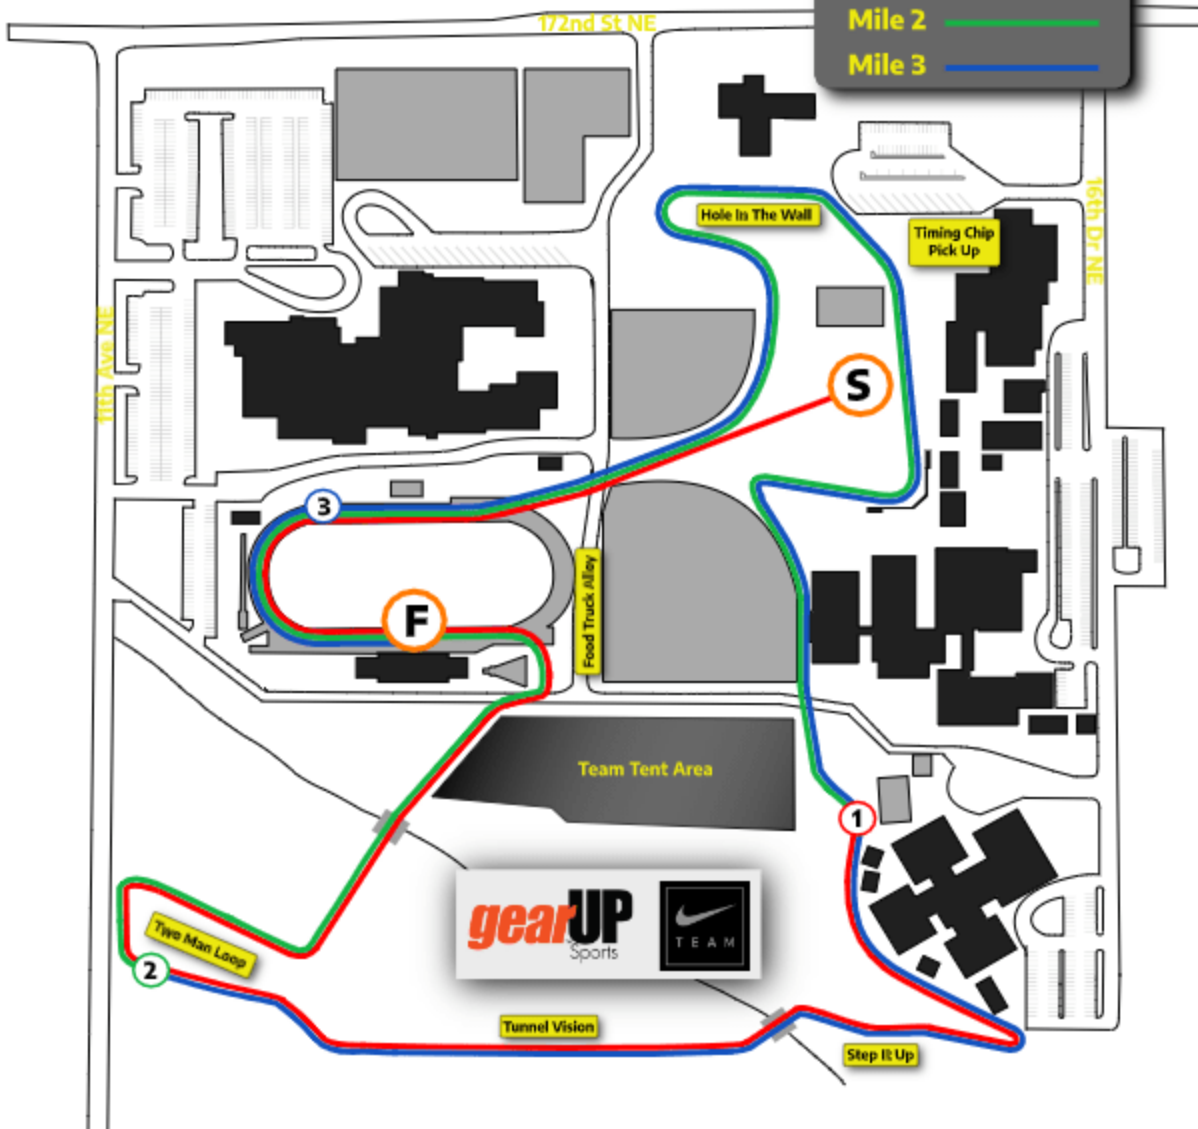 172nd St NE
Mile 2
Mile 3
16th Dr NE
Hole In The Wall
Timing Chip
Pick Up
11th Ave NE
S
3
F
Food Truck Alley
Team Tent Area
1
gearUP
Sports
TEAM
Two Man Loop
2
Tunnel Vision
Step It Up